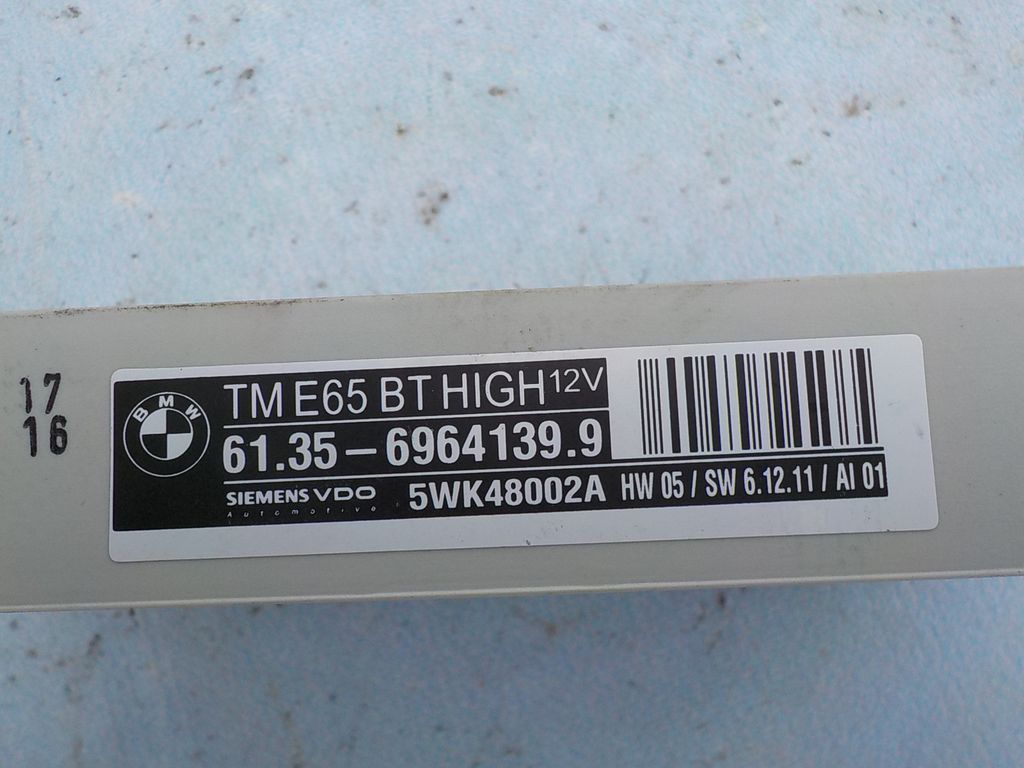 17
16
BMW
TM E65 BT HIGH 12V
61.35 – 6964139.9
SIEMENS VDO
Automotive
5WK48002A HW 05 / SW 6.12.11 / AI 01